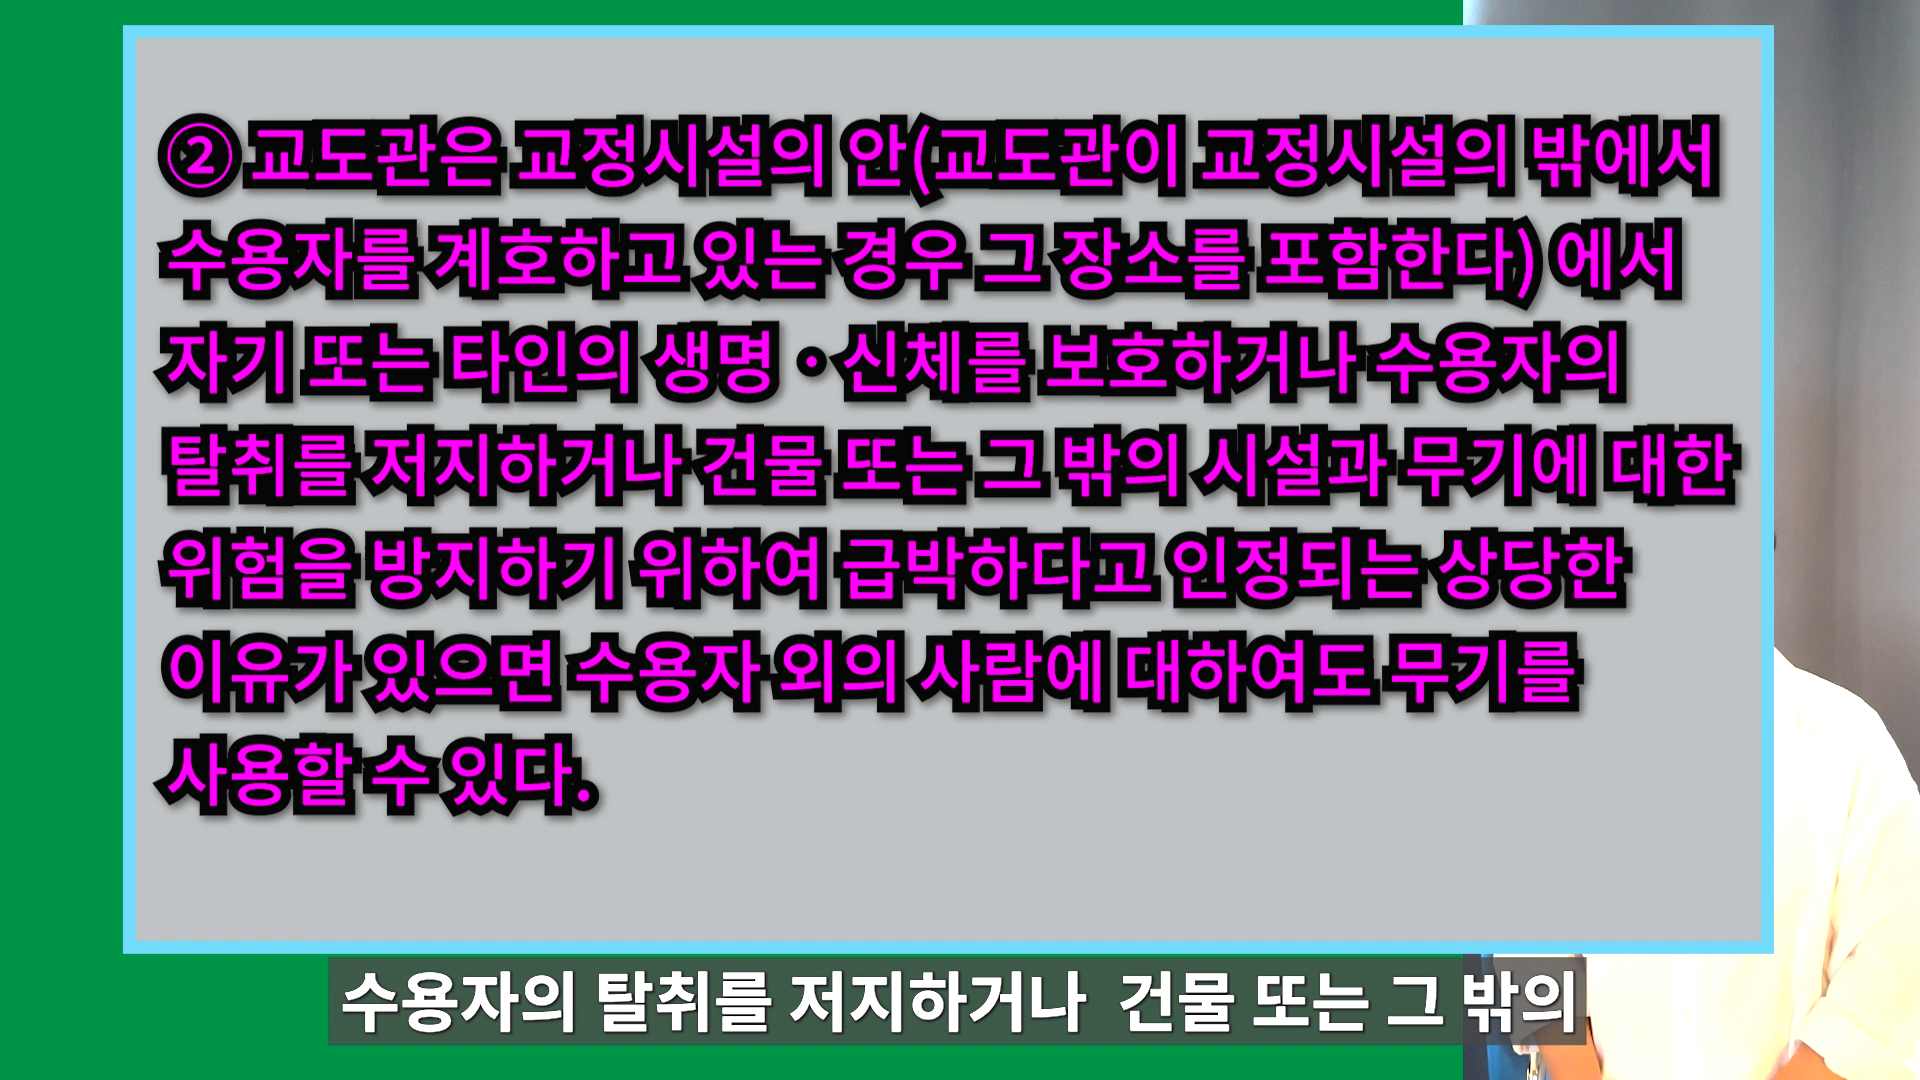 ② 교도관은 교정시설의 안(교도관이 교정시설의 밖에서
수용자를 계호하고 있는 경우 그 장소를 포함한다) 에서
자기 또는 타인의 생명·신체를 보호하거나 수용자의
탈취를 저지하거나 건물 또는 그 밖의 시설과 무기에 대한
위험을 방지하기 위하여 급박하다고 인정되는 상당한
이유가 있으면 수용자 외의 사람에 대하여도 무기를
사용할 수 있다.
수용자의 탈취를 저지하거나  건물 또는 그 밖의